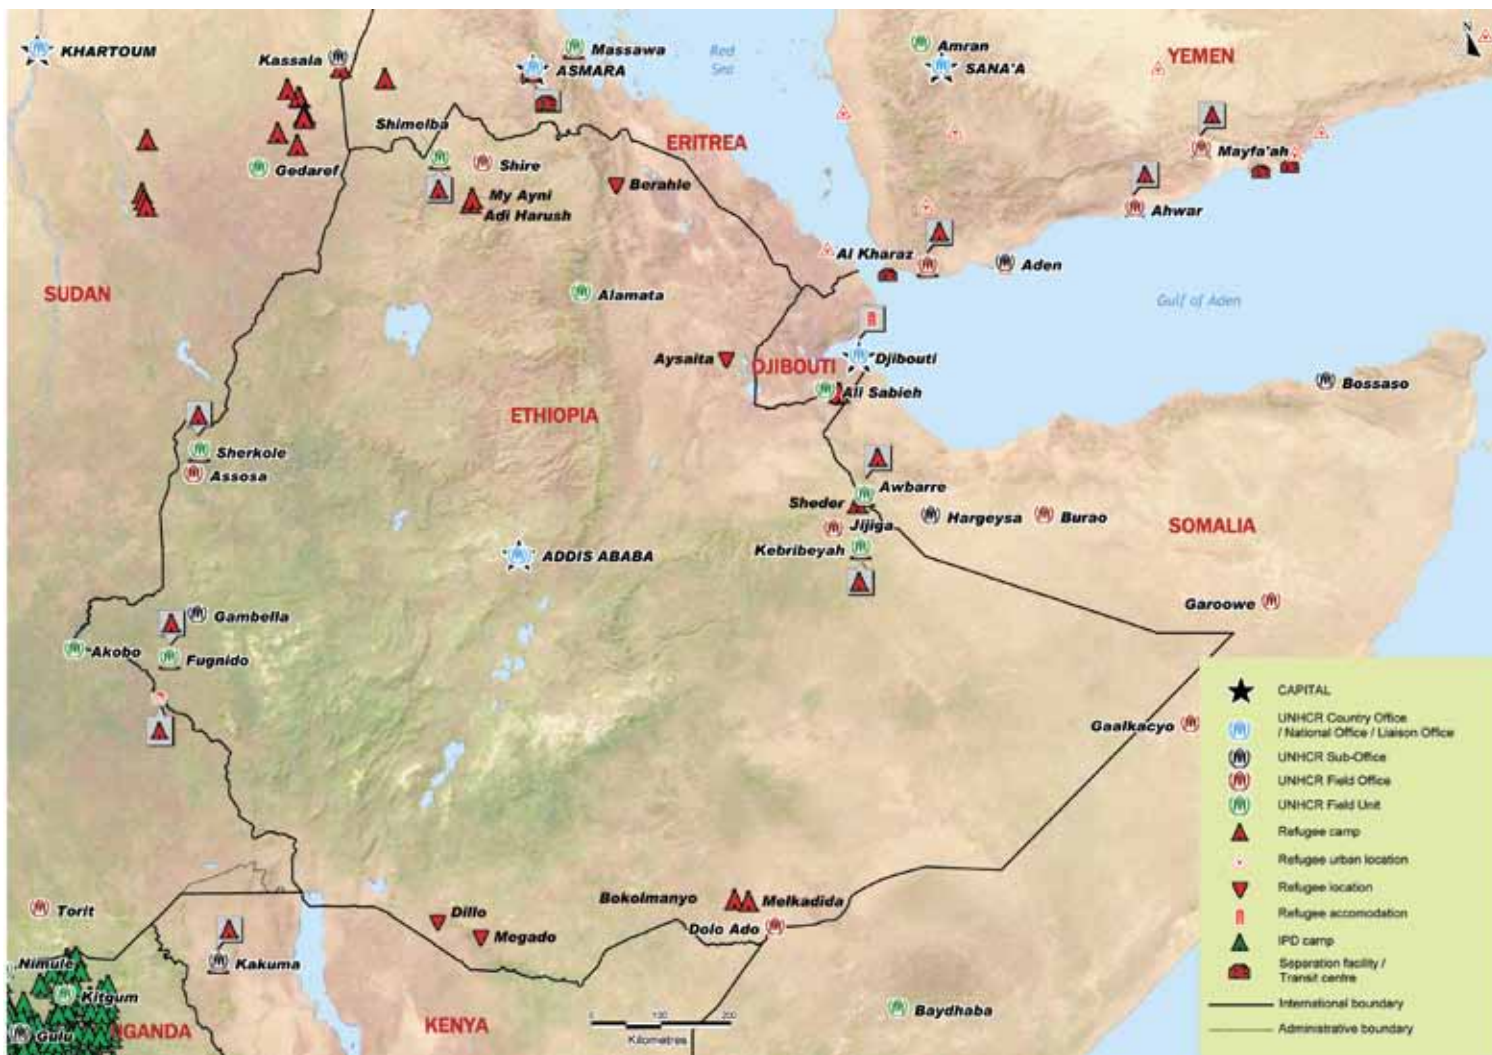 KHARTOUM
Kassala
Massawa
ASMARA
Red
Sea
Amran
SANA'A
YEMEN
N
Shimelba
ERITREA
Mayfa'ah
Gedaref
Shire
My Ayni
Adi Harush
Berahle
Ahwar
SUDAN
Al Kharaz
Aden
Alamata
Gulf of Aden
Aysaita
DJIBOUTI
Djibouti
Ali Sabieh
Bossaso
ETHIOPIA
Sherkole
Assosa
Awbarre
Sheder
Jijiga
Hargeysa
Burao
SOMALIA
Kebribeyah
ADDIS ABABA
Gambella
Garoowe
Akobo
Fugnido
Gaalkacyo
CAPITAL
UNHCR Country Office
/ National Office / Liaison Office
UNHCR Sub-Office
UNHCR Field Office
UNHCR Field Unit
Refugee camp
Refugee urban location
Refugee location
Refugee accomodation
IPD camp
Separation facility /
Transit centre
International boundary
Administrative boundary
Torit
Dillo
Megado
Bokolmanyo
Melkadida
Dolo Ado
Nimule
Kakuma
Kitgum
Gulu
UGANDA
KENYA
Baydhaba
0 100 200
Kilometres